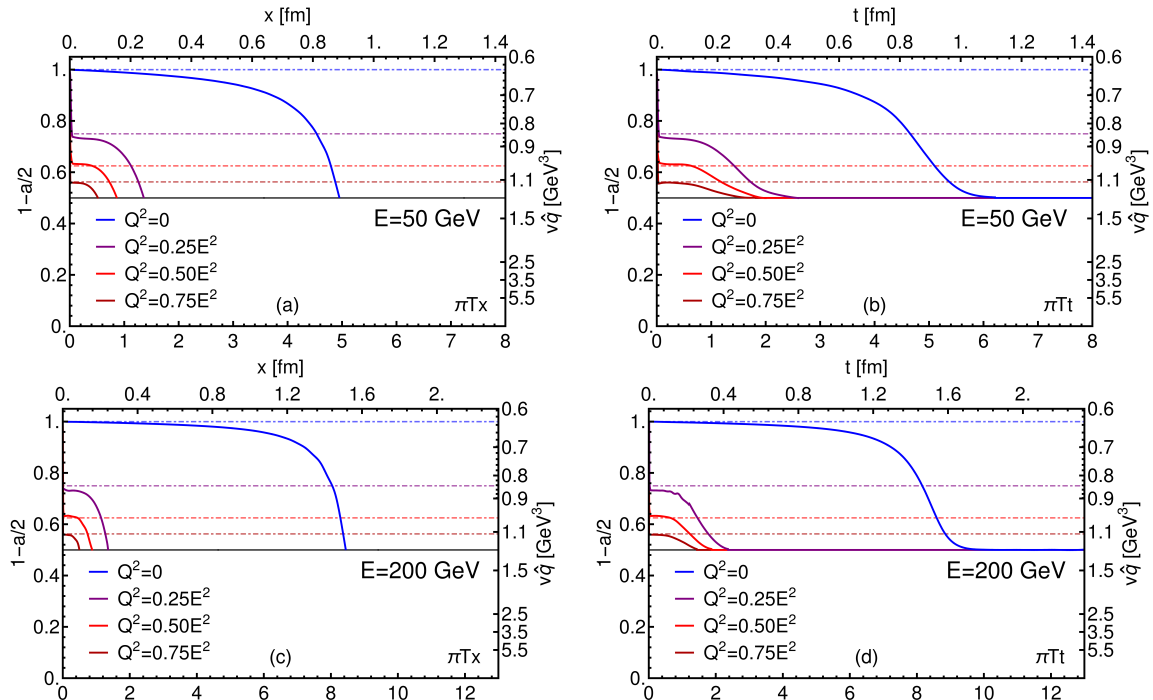 x [fm]
0. 0.2 0.4 0.6 0.8 1. 1.2 1.4
1. 0.8 0.6 0.4 0.2 0.
1-a/2
0.6 0.7 0.8 0.9 1.1 1.5 2.5 3.5 5.5
vq̂ [GeV³]
Q²=0
Q²=0.25E²
Q²=0.50E²
Q²=0.75E²
E=50 GeV
(a)
πTx
0 1 2 3 4 5 6 7 8
t [fm]
0. 0.2 0.4 0.6 0.8 1. 1.2 1.4
1. 0.8 0.6 0.4 0.2 0.
1-a/2
0.6 0.7 0.8 0.9 1.1 1.5 2.5 3.5 5.5
vq̂ [GeV³]
Q²=0
Q²=0.25E²
Q²=0.50E²
Q²=0.75E²
E=50 GeV
(b)
πTt
0 1 2 3 4 5 6 7 8
x [fm]
0. 0.4 0.8 1.2 1.6 2.
1. 0.8 0.6 0.4 0.2 0.
1-a/2
0.6 0.7 0.8 0.9 1.1 1.5 2.5 3.5 5.5
vq̂ [GeV³]
Q²=0
Q²=0.25E²
Q²=0.50E²
Q²=0.75E²
E=200 GeV
(c)
πTx
0 2 4 6 8 10 12
t [fm]
0. 0.4 0.8 1.2 1.6 2.
1. 0.8 0.6 0.4 0.2 0.
1-a/2
0.6 0.7 0.8 0.9 1.1 1.5 2.5 3.5 5.5
vq̂ [GeV³]
Q²=0
Q²=0.25E²
Q²=0.50E²
Q²=0.75E²
E=200 GeV
(d)
πTt
0 2 4 6 8 10 12